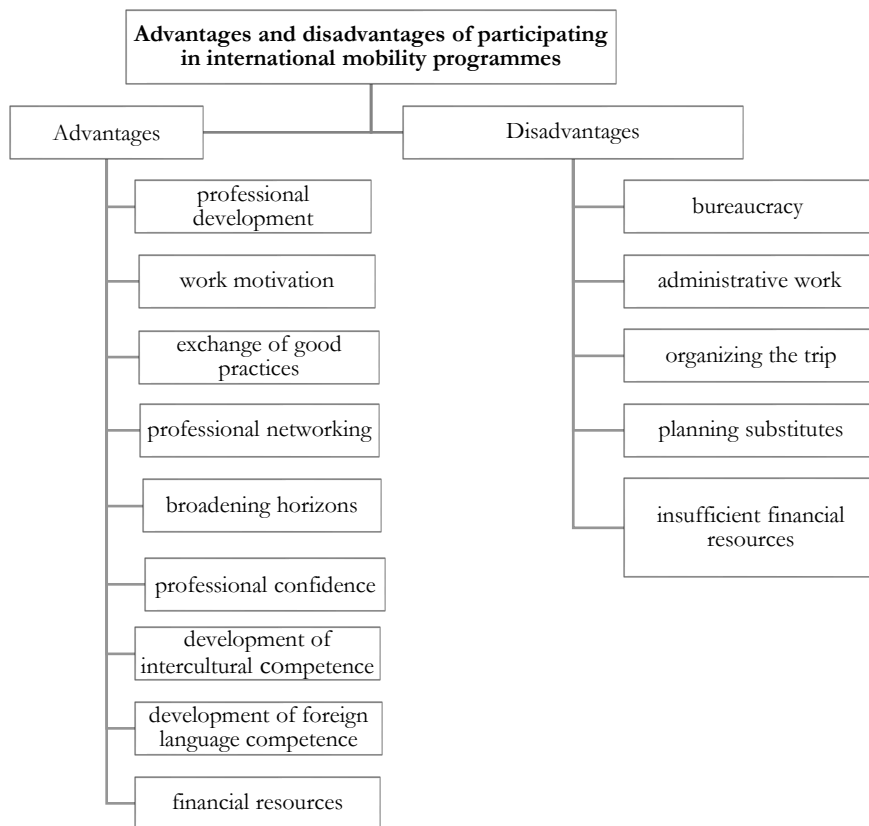 Advantages and disadvantages of participating
in international mobility programmes
Advantages
Disadvantages
professional
development
work motivation
exchange of good
practices
professional networking
broadening horizons
professional confidence
development of
intercultural competence
development of foreign
language competence
financial resources
bureaucracy
administrative work
organizing the trip
planning substitutes
insufficient financial
resources